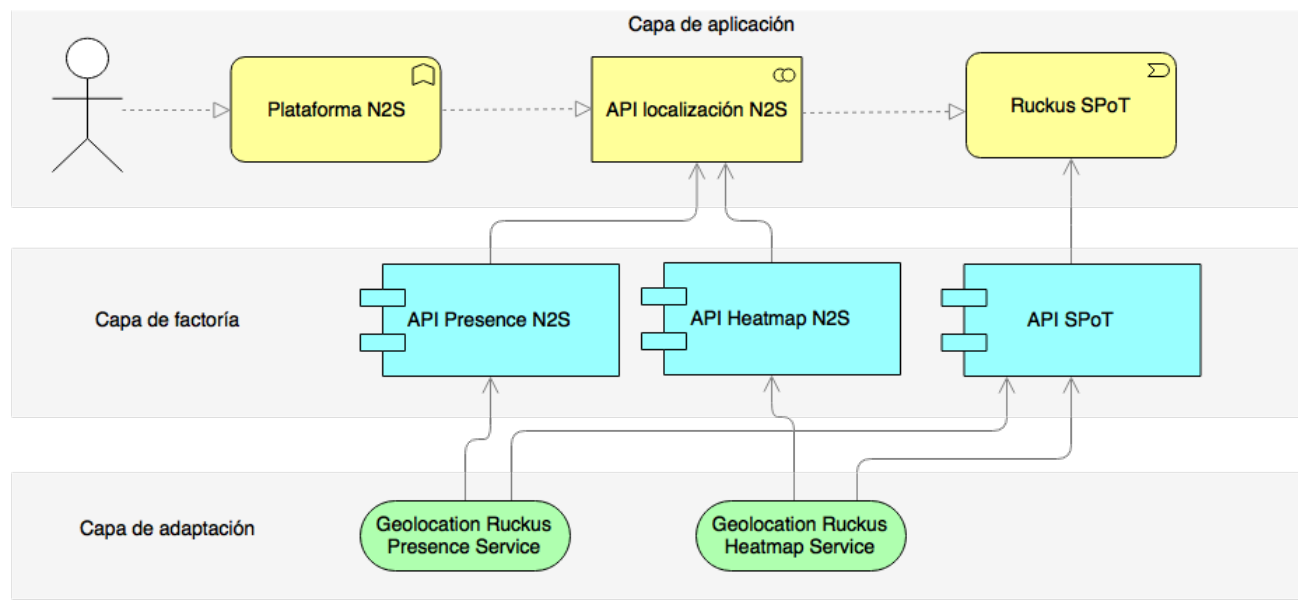 Capa de aplicación
Plataforma N2S
API localización N2S
Ruckus SPoT
Capa de factoría
API Presence N2S
API Heatmap N2S
API SPoT
Capa de adaptación
Geolocation Ruckus
Presence Service
Geolocation Ruckus
Heatmap Service